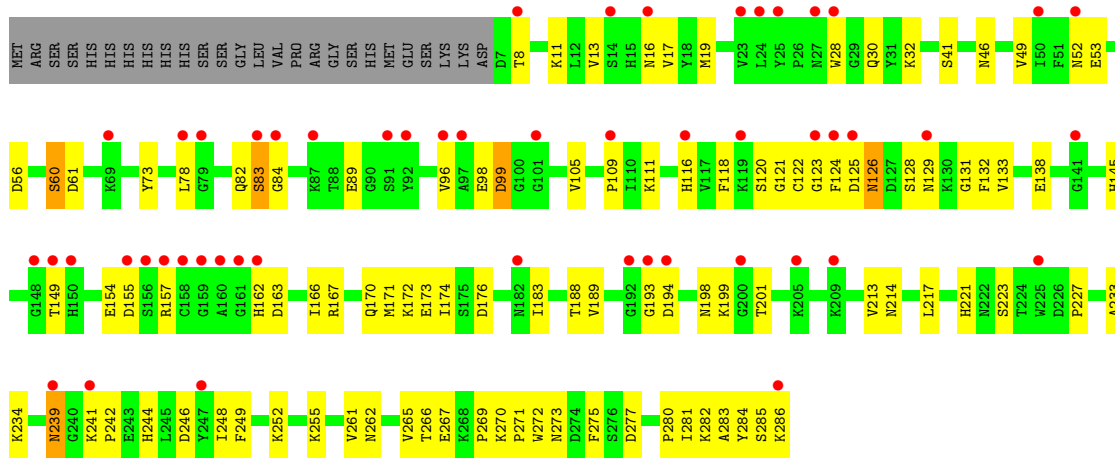 MET ARG SER SER HIS HIS HIS HIS HIS HIS SER SER GLY LEU VAL PRO ARG GLY SER HIS MET GLU SER LYS LYS ASP D7 T8 K11 L12 V13 S14 H15 N16 V17 Y18 M19 V23 L24 Y25 P26 N27 W28 G29 Q30 Y31 K32 S41 N46 V49 I50 F51 N52 E53
D56 S60 D61 K69 Y73 L78 G79 Q82 S83 G84 K87 T88 E89 G90 S91 Y92 V96 A97 E98 D99 G100 G101 V105 P109 I110 K111 H116 V117 F118 K119 S120 G121 C122 G123 F124 D125 N126 D127 S128 N129 K130 G131 F132 V133 E138 G141 H145
G148 T149 H150 E154 D155 S156 R157 C158 G159 A160 G161 H162 D163 I166 R167 Q170 M171 K172 E173 I174 S175 D176 N182 I183 T188 V189 G192 G193 D194 N198 K199 G200 T201 K205 K209 V213 N214 L217 H221 N222 S223 T224 W225 D226 P227 A233
K234 N239 G240 K241 P242 E243 H244 L245 D246 Y247 I248 F249 K252 K255 V261 N262 V265 T266 E267 K268 P269 K270 P271 W272 N273 D274 F275 S276 D277 P280 I281 K282 A283 Y284 S285 K286